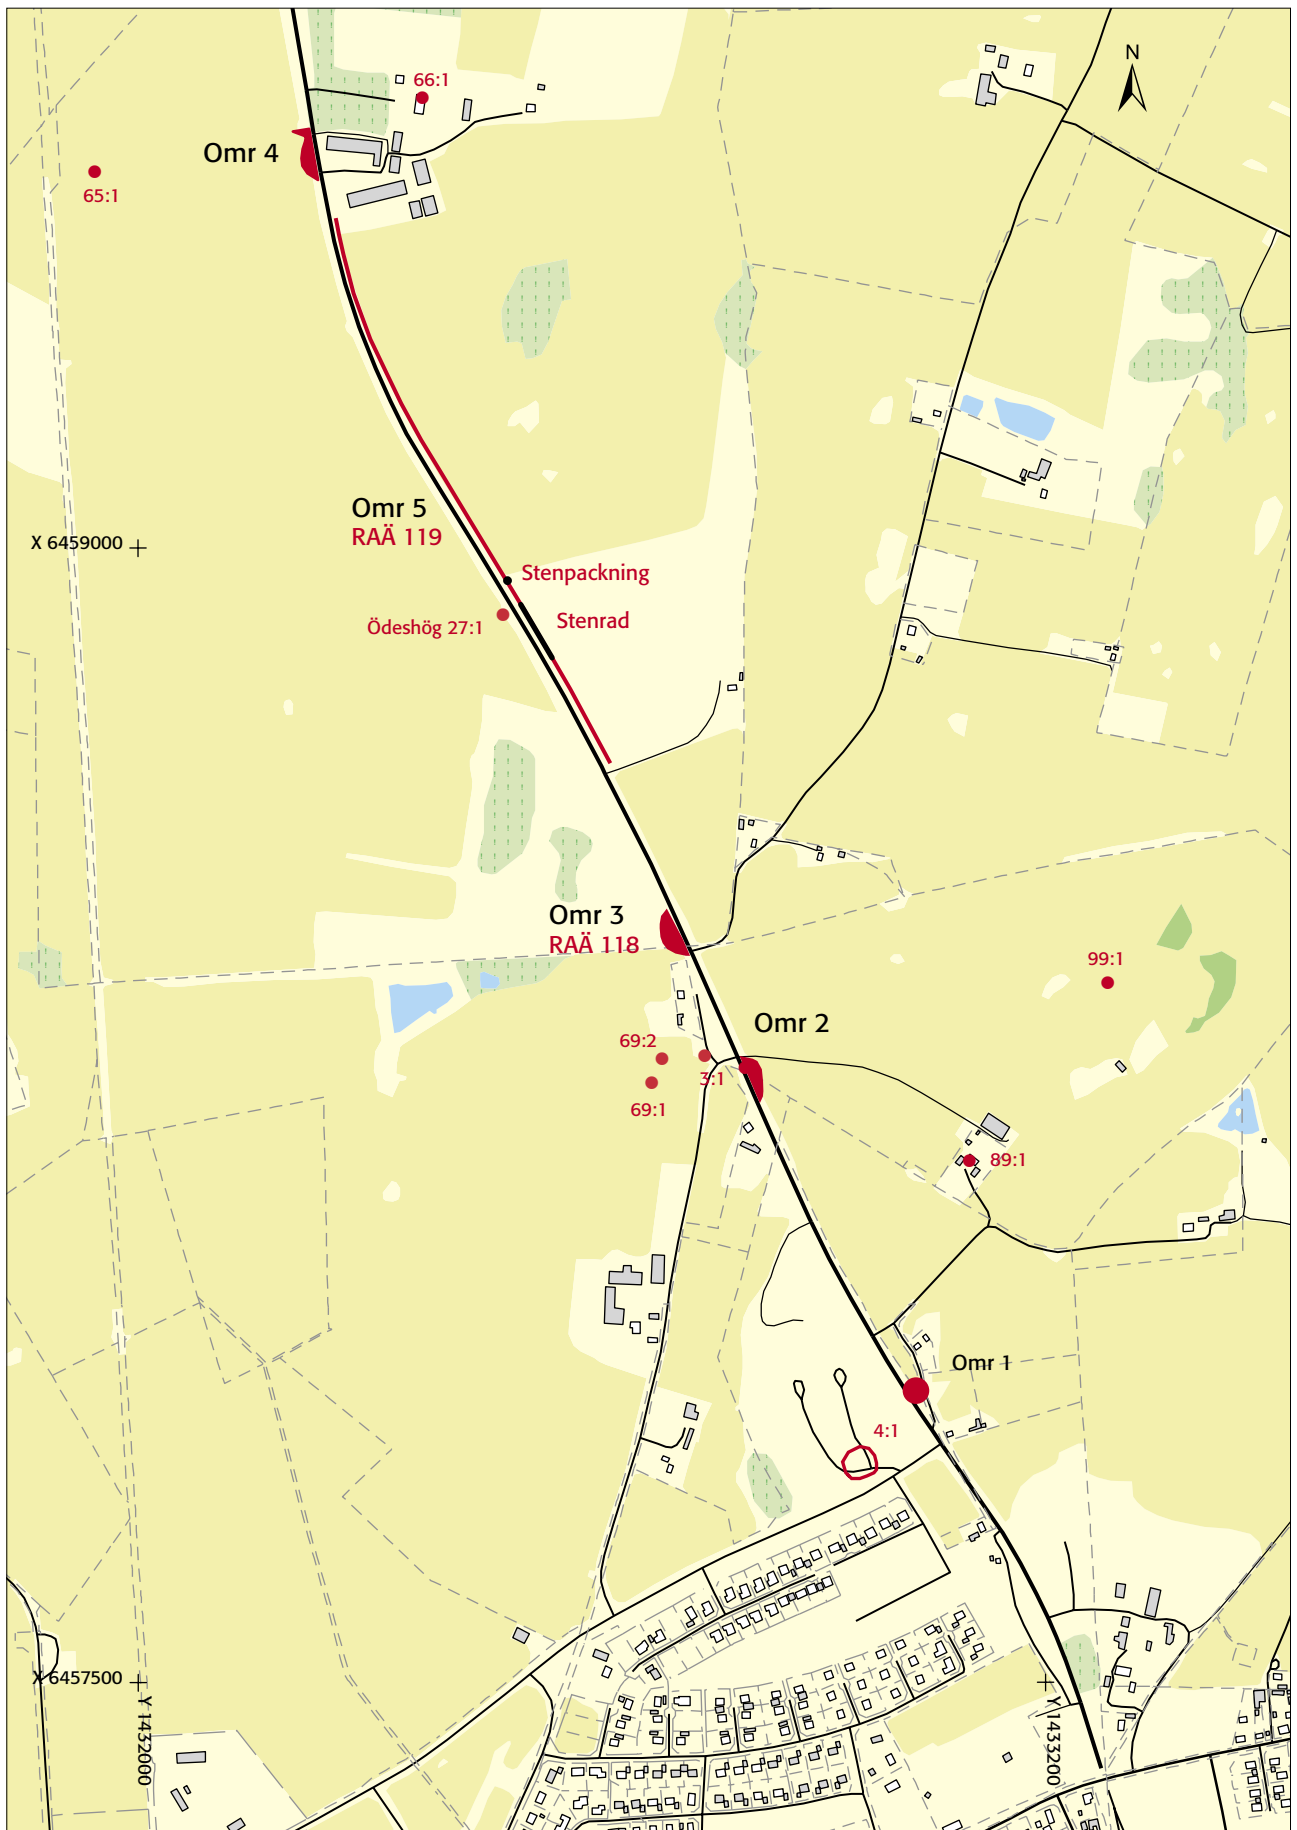 N
66:1
Omr 4
65:1
Omr 5
RAÄ 119
X 6459000
Stenpackning
Stenrad
Ödeshög 27:1
Omr 3
RAÄ 118
99:1
Omr 2
69:2
3:1
69:1
89:1
Omr 1
4:1
X 6457500
Y 1432000
Y 1433200